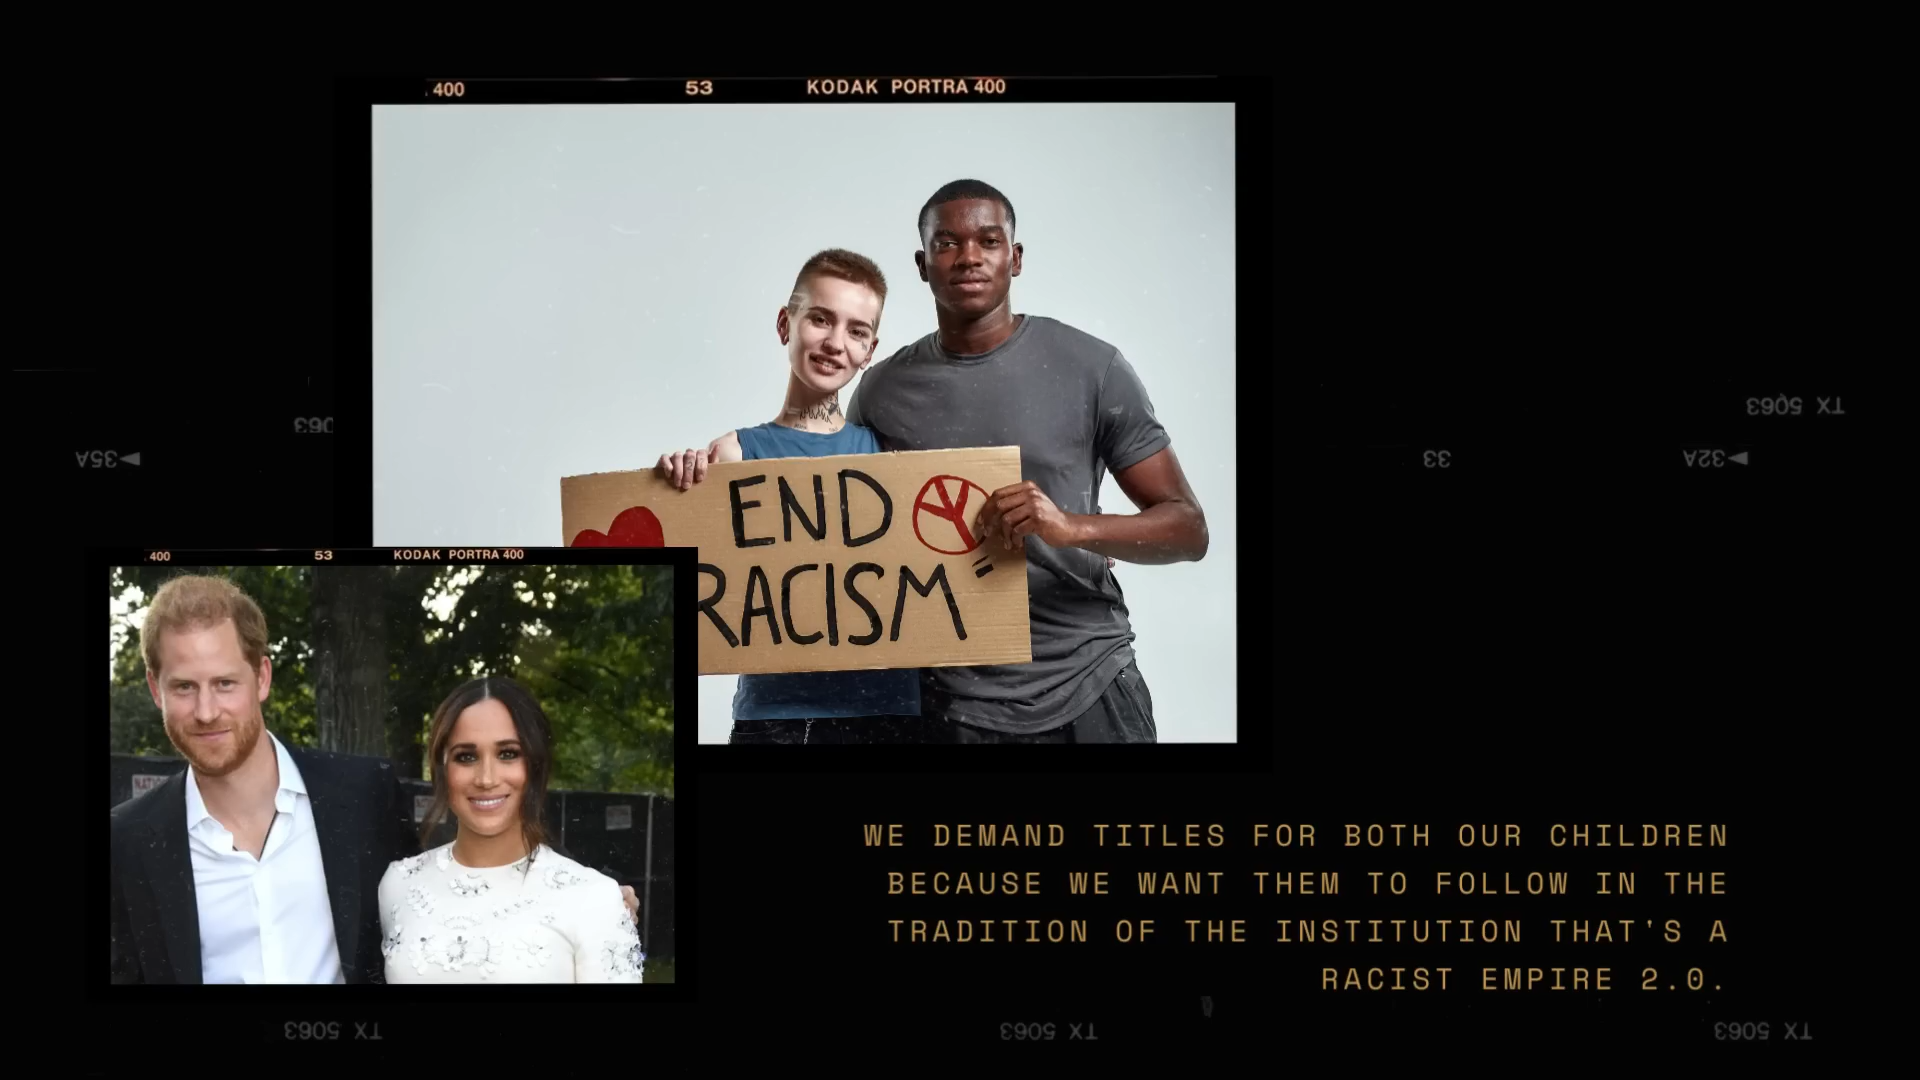 400 53 KODAK PORTRA 400
END
RACISM
400 53 KODAK PORTRA 400
5063
TX 5063
35A
33
32A
WE DEMAND TITLES FOR BOTH OUR CHILDREN
BECAUSE WE WANT THEM TO FOLLOW IN THE
TRADITION OF THE INSTITUTION THAT'S A
RACIST EMPIRE 2.0.
TX 5063
TX 5063
TX 5063